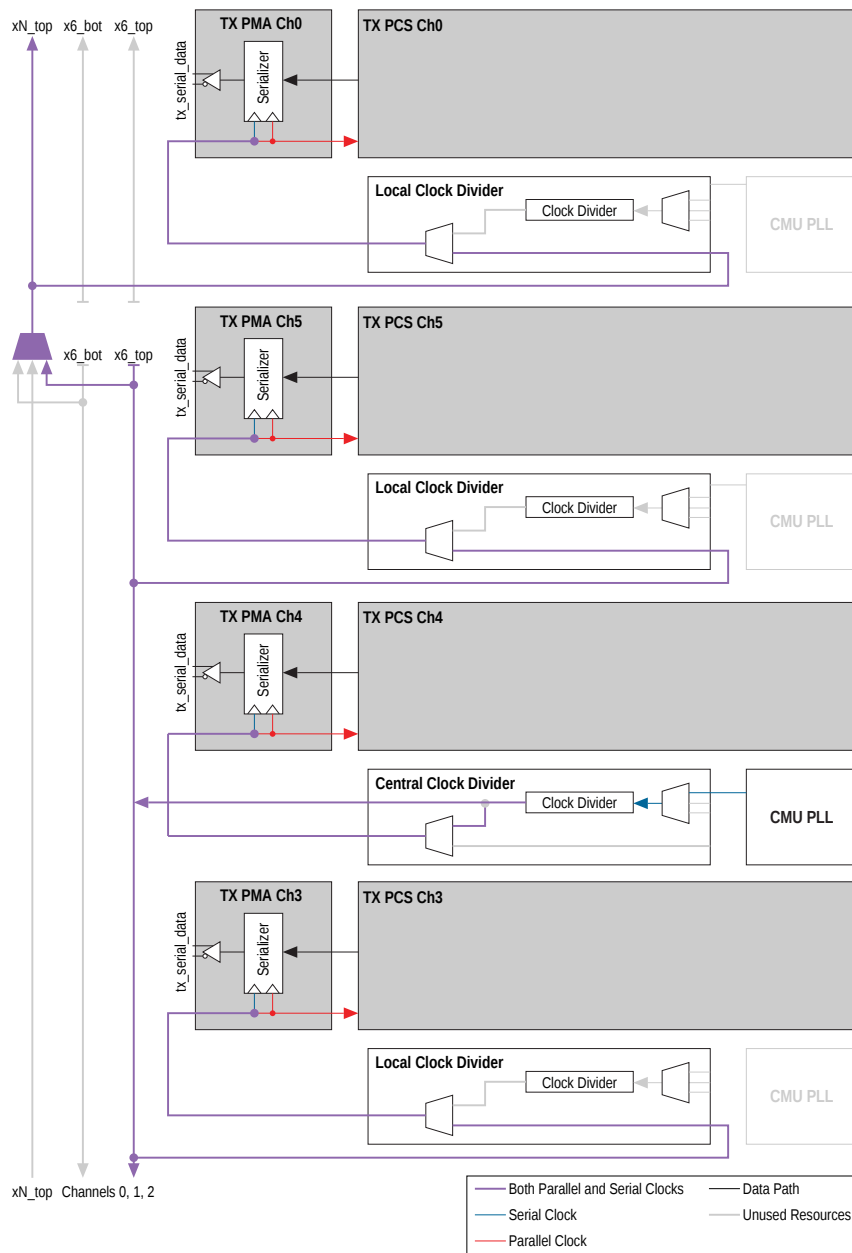 xN_top x6_bot x6_top
TX PMA Ch0
TX PCS Ch0
tx_serial_data
Serializer
Local Clock Divider
Clock Divider
CMU PLL
x6_bot x6_top
TX PMA Ch5
TX PCS Ch5
tx_serial_data
Serializer
Local Clock Divider
Clock Divider
CMU PLL
TX PMA Ch4
TX PCS Ch4
tx_serial_data
Serializer
Central Clock Divider
Clock Divider
CMU PLL
TX PMA Ch3
TX PCS Ch3
tx_serial_data
Serializer
Local Clock Divider
Clock Divider
CMU PLL
xN_top Channels 0, 1, 2
Both Parallel and Serial Clocks
Data Path
Serial Clock
Unused Resources
Parallel Clock